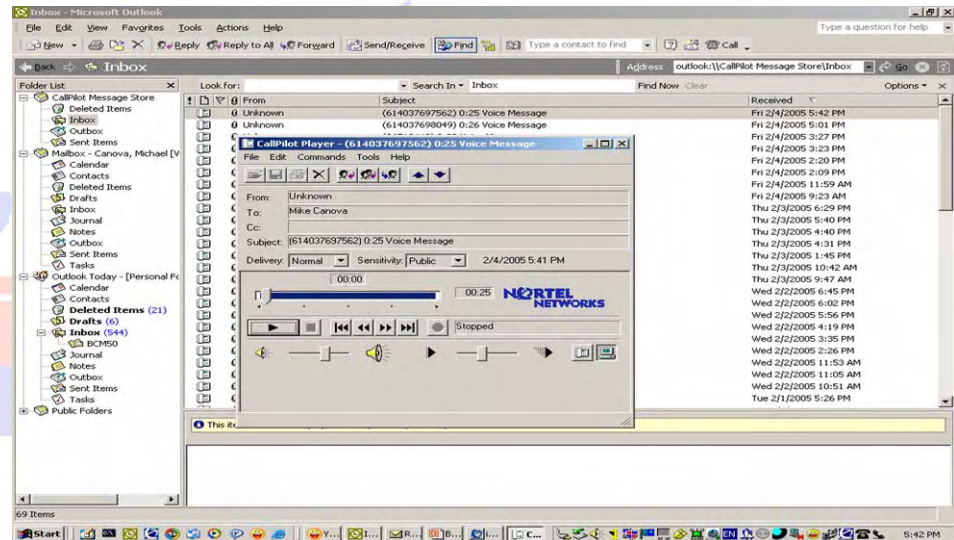 Inbox - Microsoft Outlook
File Edit View Favorites Tools Actions Help Type a question for help
New Reply Reply to All Forward Send/Receive Find Type a contact to find Call
Back Inbox Address outlook:\\CallPilot Message Store\Inbox Go
Folder List
Look for: Search In Inbox Find Now Clear Options
From Subject Received
CallPilot Message Store
Deleted Items
Inbox
Outbox
Sent Items
Mailbox - Canova, Michael [V
Calendar
Contacts
Deleted Items
Drafts
Inbox
Journal
Notes
Outbox
Sent Items
Tasks
Outlook Today - [Personal Fo
Calendar
Contacts
Deleted Items (21)
Drafts (6)
Inbox (544)
BCM50
Journal
Notes
Outbox
Sent Items
Tasks
Public Folders
Unknown (614037697562) 0:25 Voice Message Fri 2/4/2005 5:42 PM
Unknown (614037698049) 0:26 Voice Message Fri 2/4/2005 5:01 PM
Fri 2/4/2005 3:27 PM
Fri 2/4/2005 3:23 PM
Fri 2/4/2005 2:20 PM
Fri 2/4/2005 2:09 PM
Fri 2/4/2005 11:59 AM
Fri 2/4/2005 9:23 AM
Thu 2/3/2005 6:29 PM
Thu 2/3/2005 5:40 PM
Thu 2/3/2005 4:40 PM
Thu 2/3/2005 4:31 PM
Thu 2/3/2005 1:45 PM
Thu 2/3/2005 10:42 AM
Thu 2/3/2005 9:47 AM
Wed 2/2/2005 6:45 PM
Wed 2/2/2005 6:02 PM
Wed 2/2/2005 5:56 PM
Wed 2/2/2005 4:19 PM
Wed 2/2/2005 3:35 PM
Wed 2/2/2005 2:26 PM
Wed 2/2/2005 11:53 AM
Wed 2/2/2005 11:05 AM
Wed 2/2/2005 10:51 AM
Tue 2/1/2005 5:26 PM
CallPilot Player - (614037697562) 0:25 Voice Message
File Edit Commands Tools Help
From: Unknown
To: Mike Canova
Cc:
Subject: (614037697562) 0:25 Voice Message
Delivery: Normal Sensitivity: Public 2/4/2005 5:41 PM
00:00
00:25
NORTEL
NETWORKS
Stopped
This
69 Items
Start Y... I... R... B... i... C... EN 5:42 PM